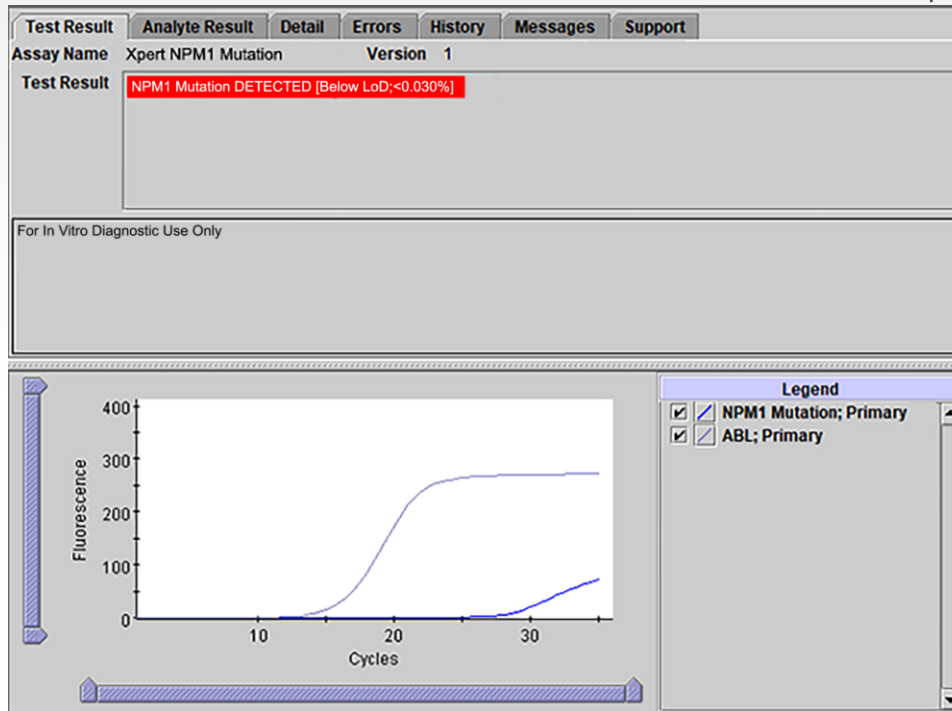 Test Result Analyte Result Detail Errors History Messages Support
Assay Name Xpert NPM1 Mutation Version 1
Test Result NPM1 Mutation DETECTED [Below LoD;<0.030%]
For In Vitro Diagnostic Use Only
Legend
NPM1 Mutation; Primary
ABL; Primary
400
300
200
100
0
Fluorescence
10 20 30
Cycles